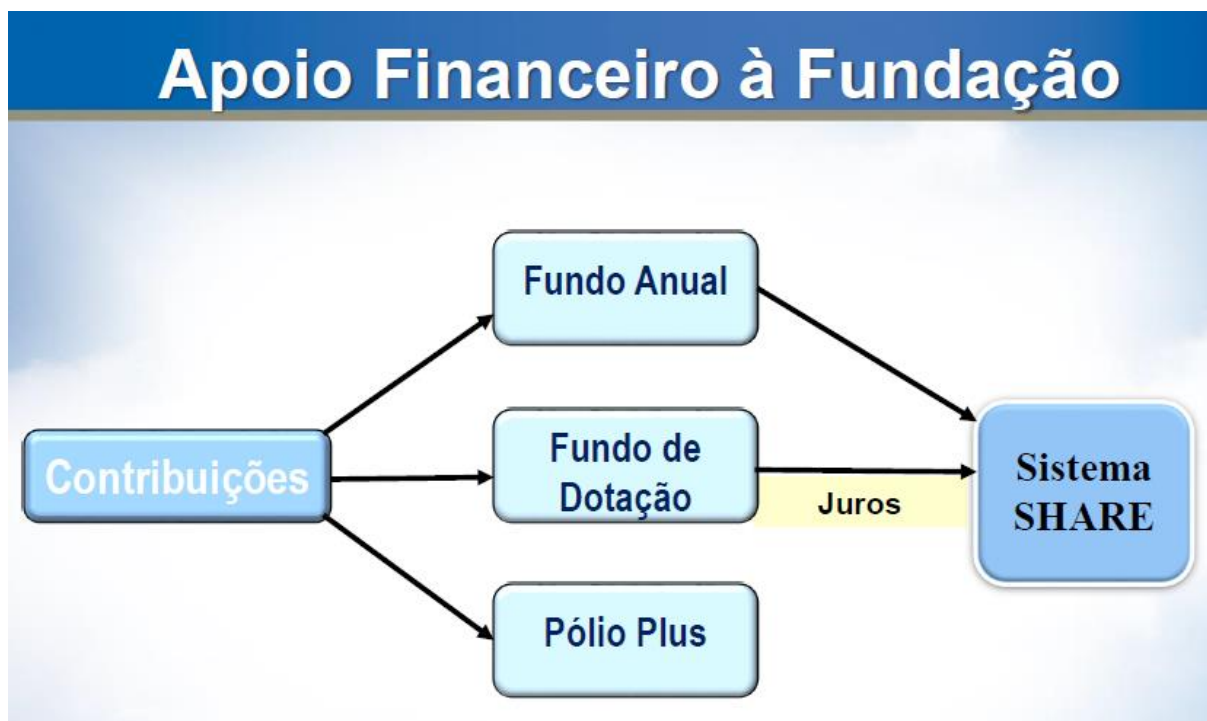 Apoio Financeiro à Fundação
Fundo Anual
Contribuições
Fundo de
Dotação
Juros
Sistema
SHARE
Pólio Plus